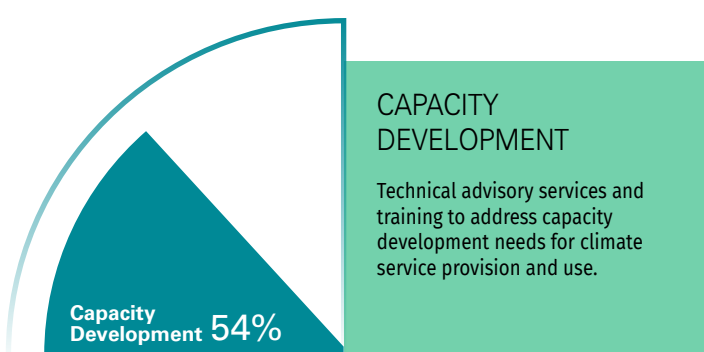 CAPACITY
DEVELOPMENT
Technical advisory services and
training to address capacity
development needs for climate
service provision and use.
Capacity
Development 54%